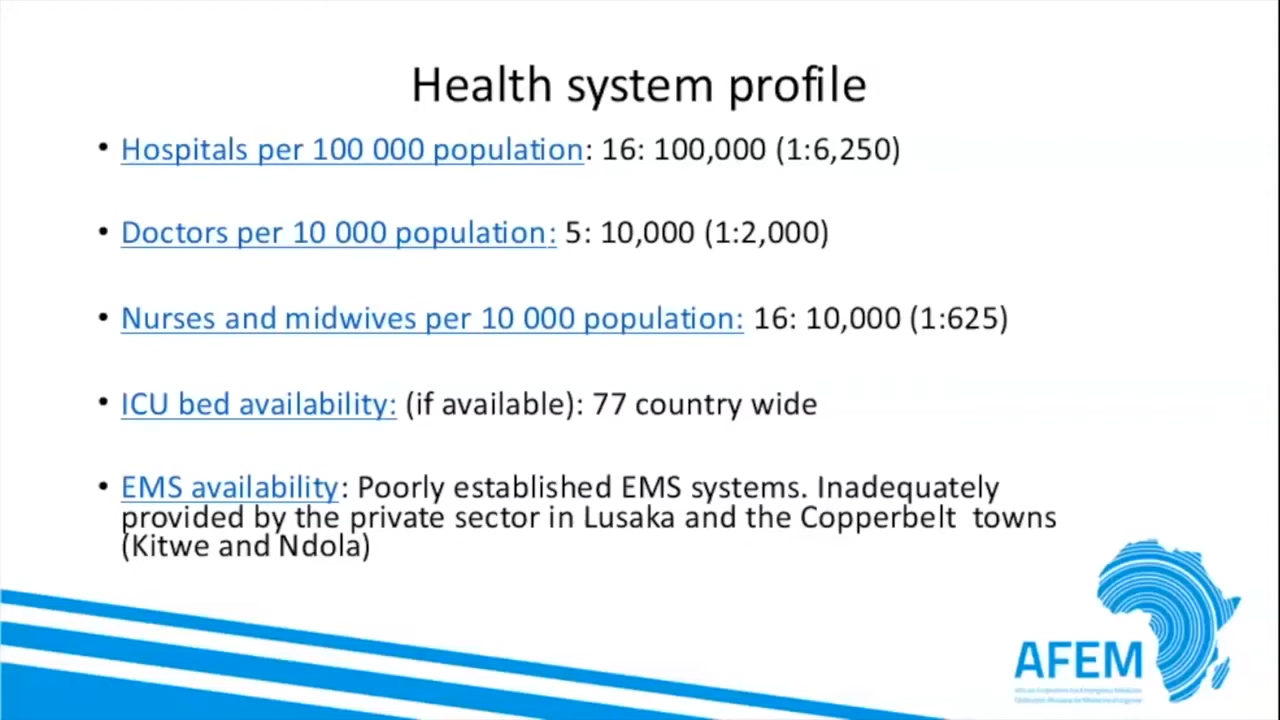 Health system profile
• Hospitals per 100 000 population: 16: 100,000 (1:6,250)
• Doctors per 10 000 population: 5: 10,000 (1:2,000)
• Nurses and midwives per 10 000 population: 16: 10,000 (1:625)
• ICU bed availability: (if available): 77 country wide
• EMS availability: Poorly established EMS systems. Inadequately
provided by the private sector in Lusaka and the Copperbelt towns
(Kitwe and Ndola)
AFEM